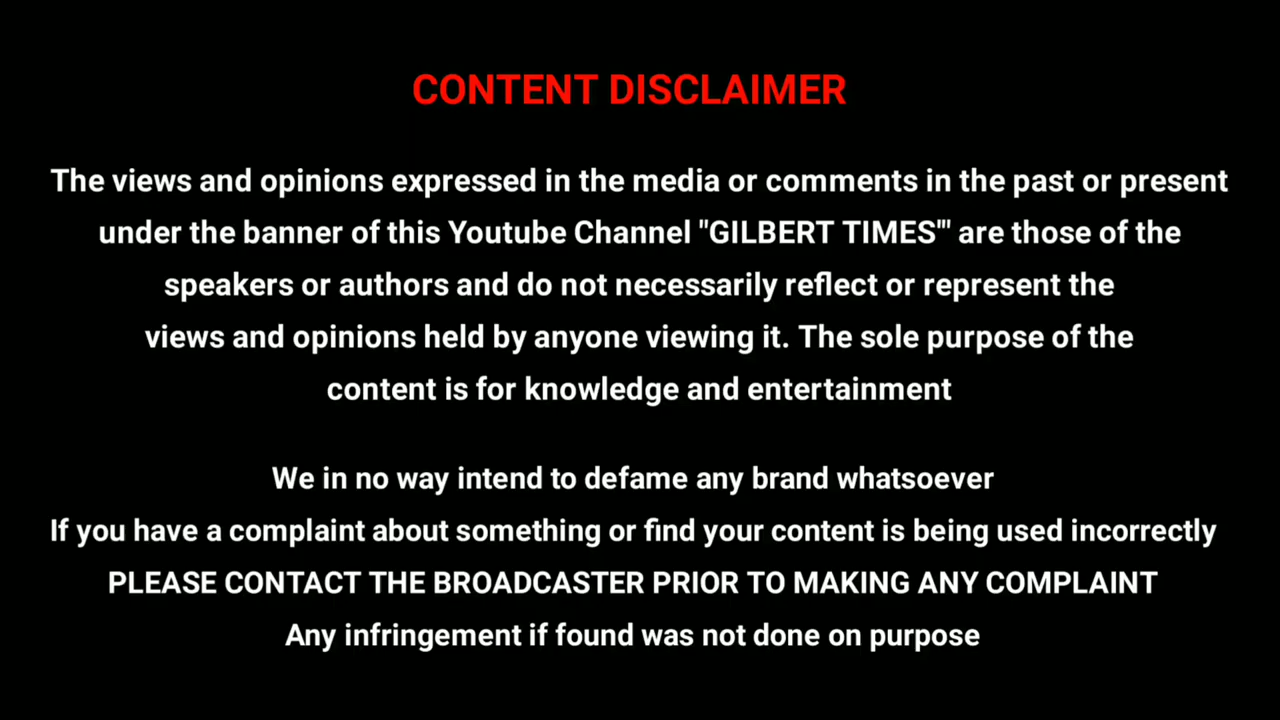 CONTENT DISCLAIMER
The views and opinions expressed in the media or comments in the past or present
under the banner of this Youtube Channel "GILBERT TIMES'" are those of the
speakers or authors and do not necessarily reflect or represent the
views and opinions held by anyone viewing it. The sole purpose of the
content is for knowledge and entertainment
We in no way intend to defame any brand whatsoever
If you have a complaint about something or find your content is being used incorrectly
PLEASE CONTACT THE BROADCASTER PRIOR TO MAKING ANY COMPLAINT
Any infringement if found was not done on purpose